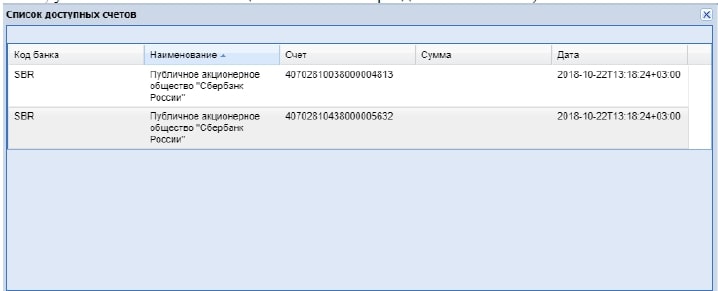 Список доступных счетов
Код банка Наименование Счет Сумма Дата
SBR Публичное акционерное 40702810038000004813 2018-10-22T13:18:24+03:00
общество "Сбербанк
России"
SBR Публичное акционерное 40702810438000005632 2018-10-22T13:18:24+03:00
общество "Сбербанк
России"